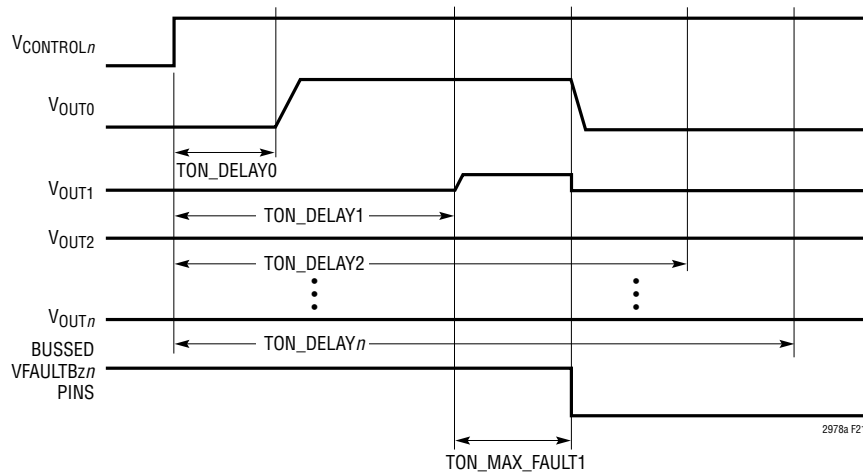 VCONTROLn
VOUT0
TON_DELAY0
VOUT1
TON_DELAY1
VOUT2
TON_DELAY2
VOUTn
TON_DELAYn
BUSSED
VFAULTBzn
PINS
2978a F21
TON_MAX_FAULT1